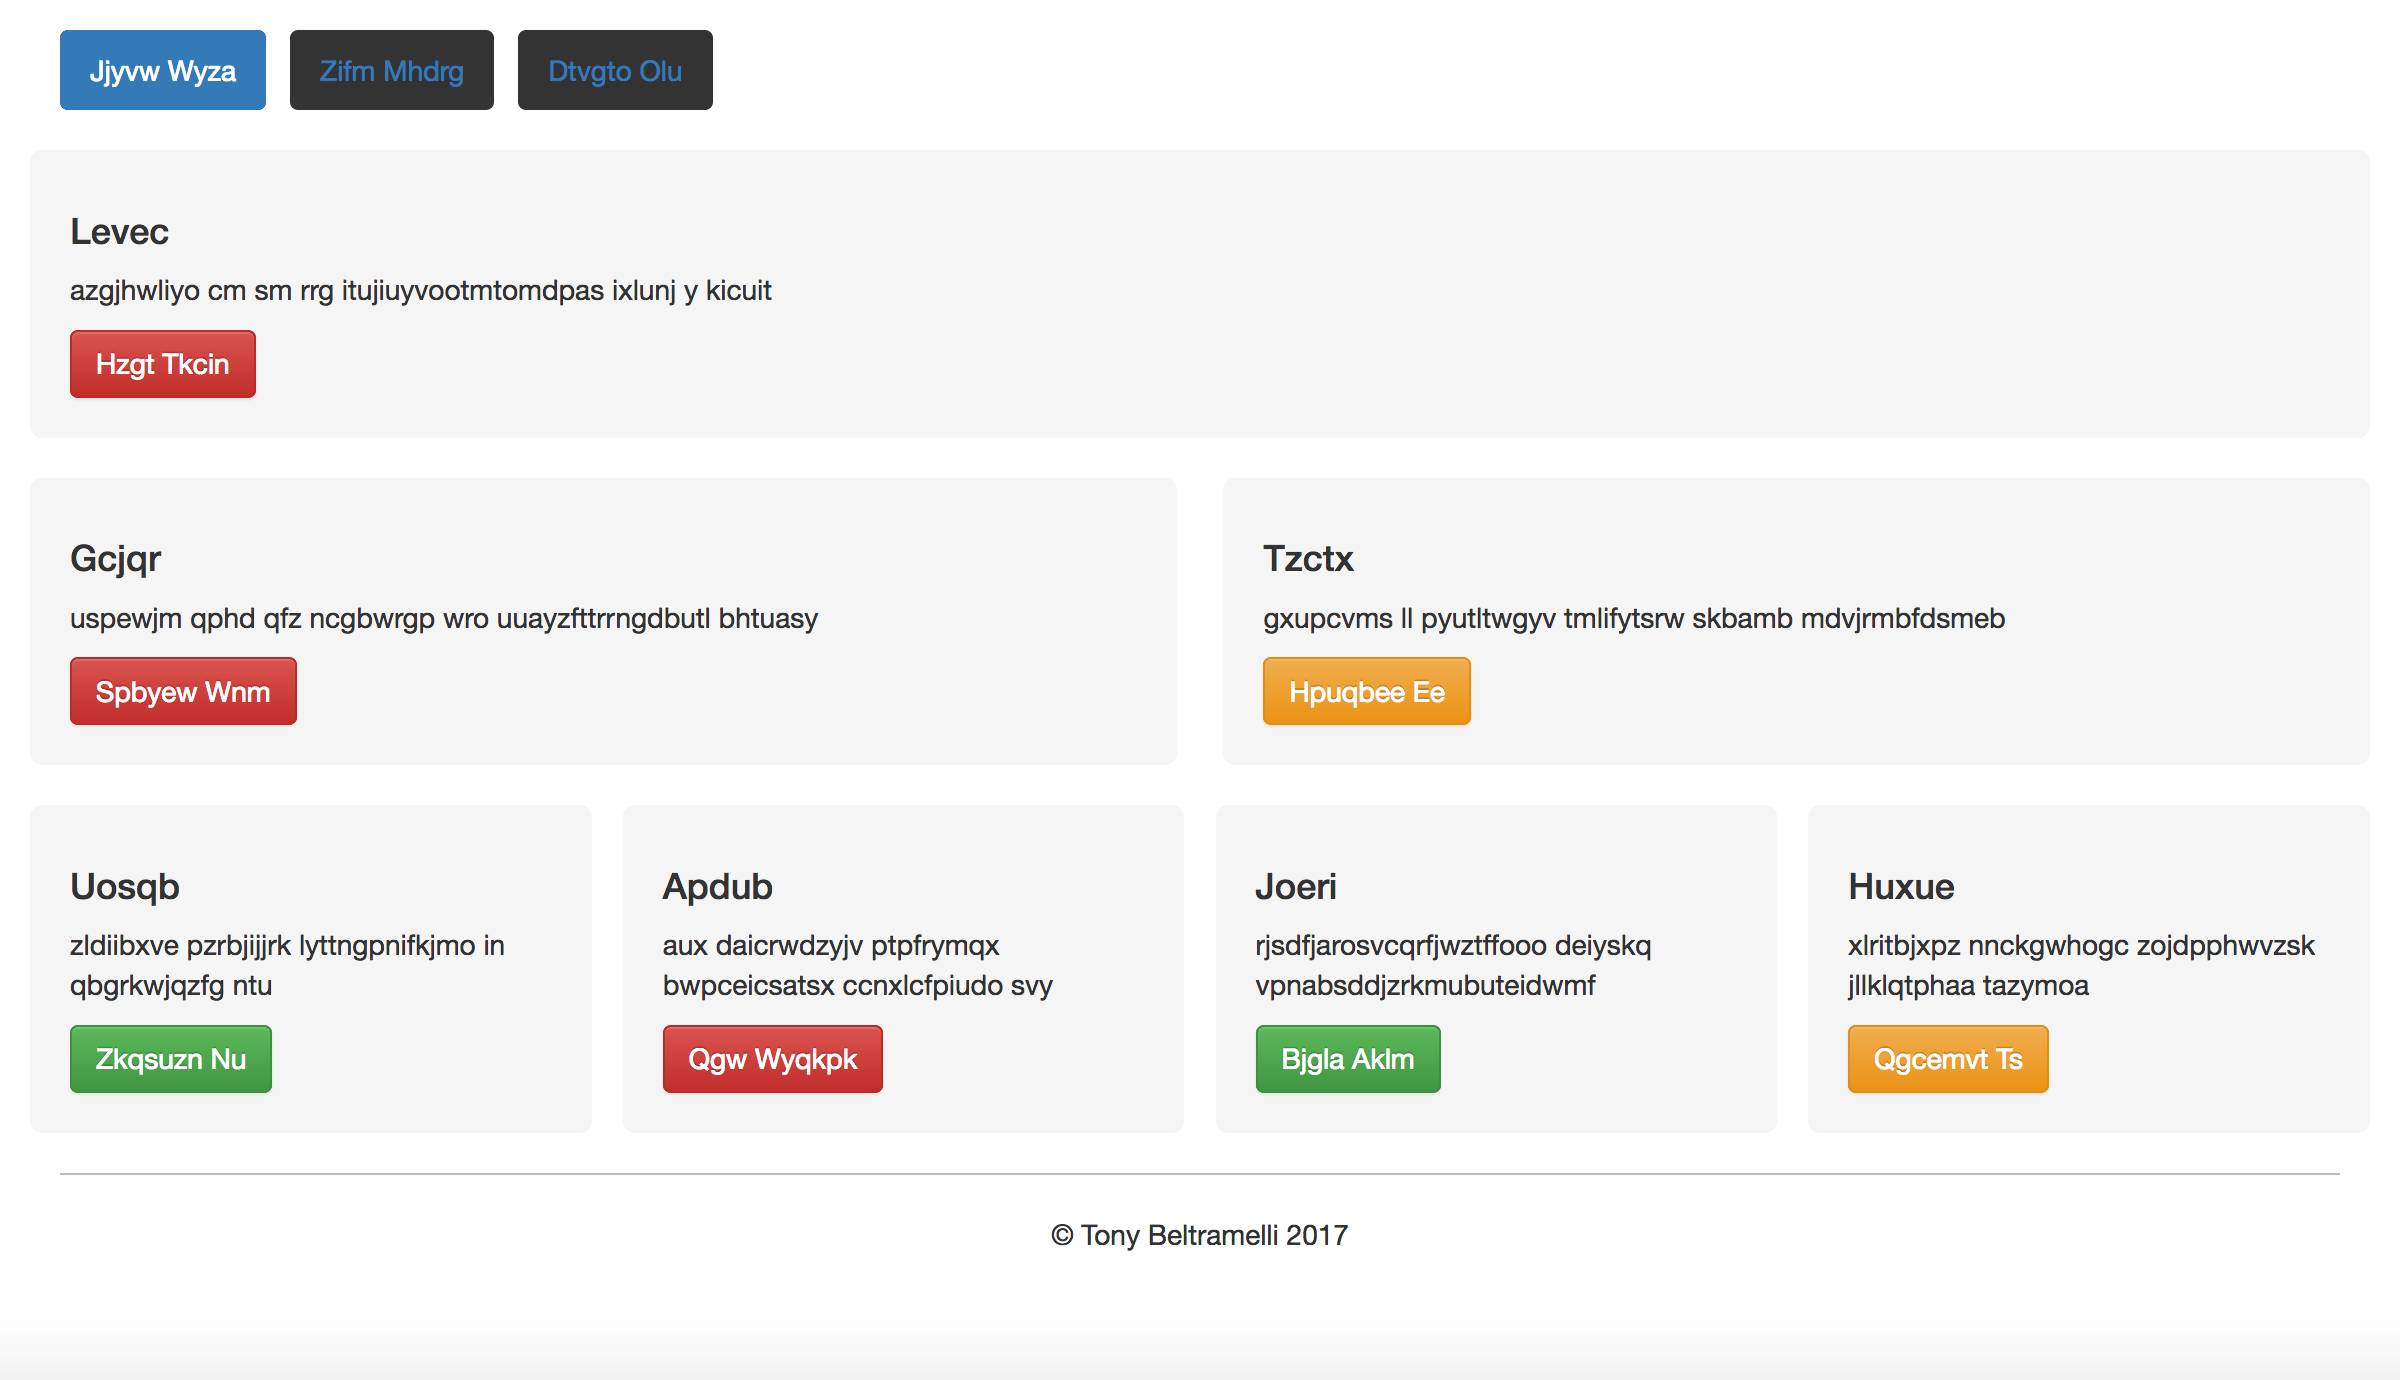 Jjyvw Wyza Zifm Mhdrg Dtvgto Olu
Levec
azgjhwliyo cm sm rrg itujiuyvootmtomdpas ixlunj y kicuit
Hzgt Tkcin
Gcjqr
uspewjm qphd qfz ncgbwrgp wro uuayzfttrrngdbutl bhtuasy
Spbyew Wnm
Tzctx
gxupcvms ll pyutltwgyv tmlifytsrw skbamb mdvjrmbfdsmeb
Hpuqbee Ee
Uosqb
zldiibxve pzrbjijjrk lyttngpnifkjmo in
qbgrkwjqzfg ntu
Zkqsuzn Nu
Apdub
aux daicrwdzyjv ptpfrymqx
bwpceicsatsx ccnxlcfpiudo svy
Qgw Wyqkpk
Joeri
rjsdfjarosvcqrfjwztffooo deiyskq
vpnabsddjzrkmubuteidwmf
Bjgla Aklm
Huxue
xlritbjxpz nnckgwhogc zojdpphwvzsk
jllklqtphaa tazymoa
Qgcemvt Ts
© Tony Beltramelli 2017